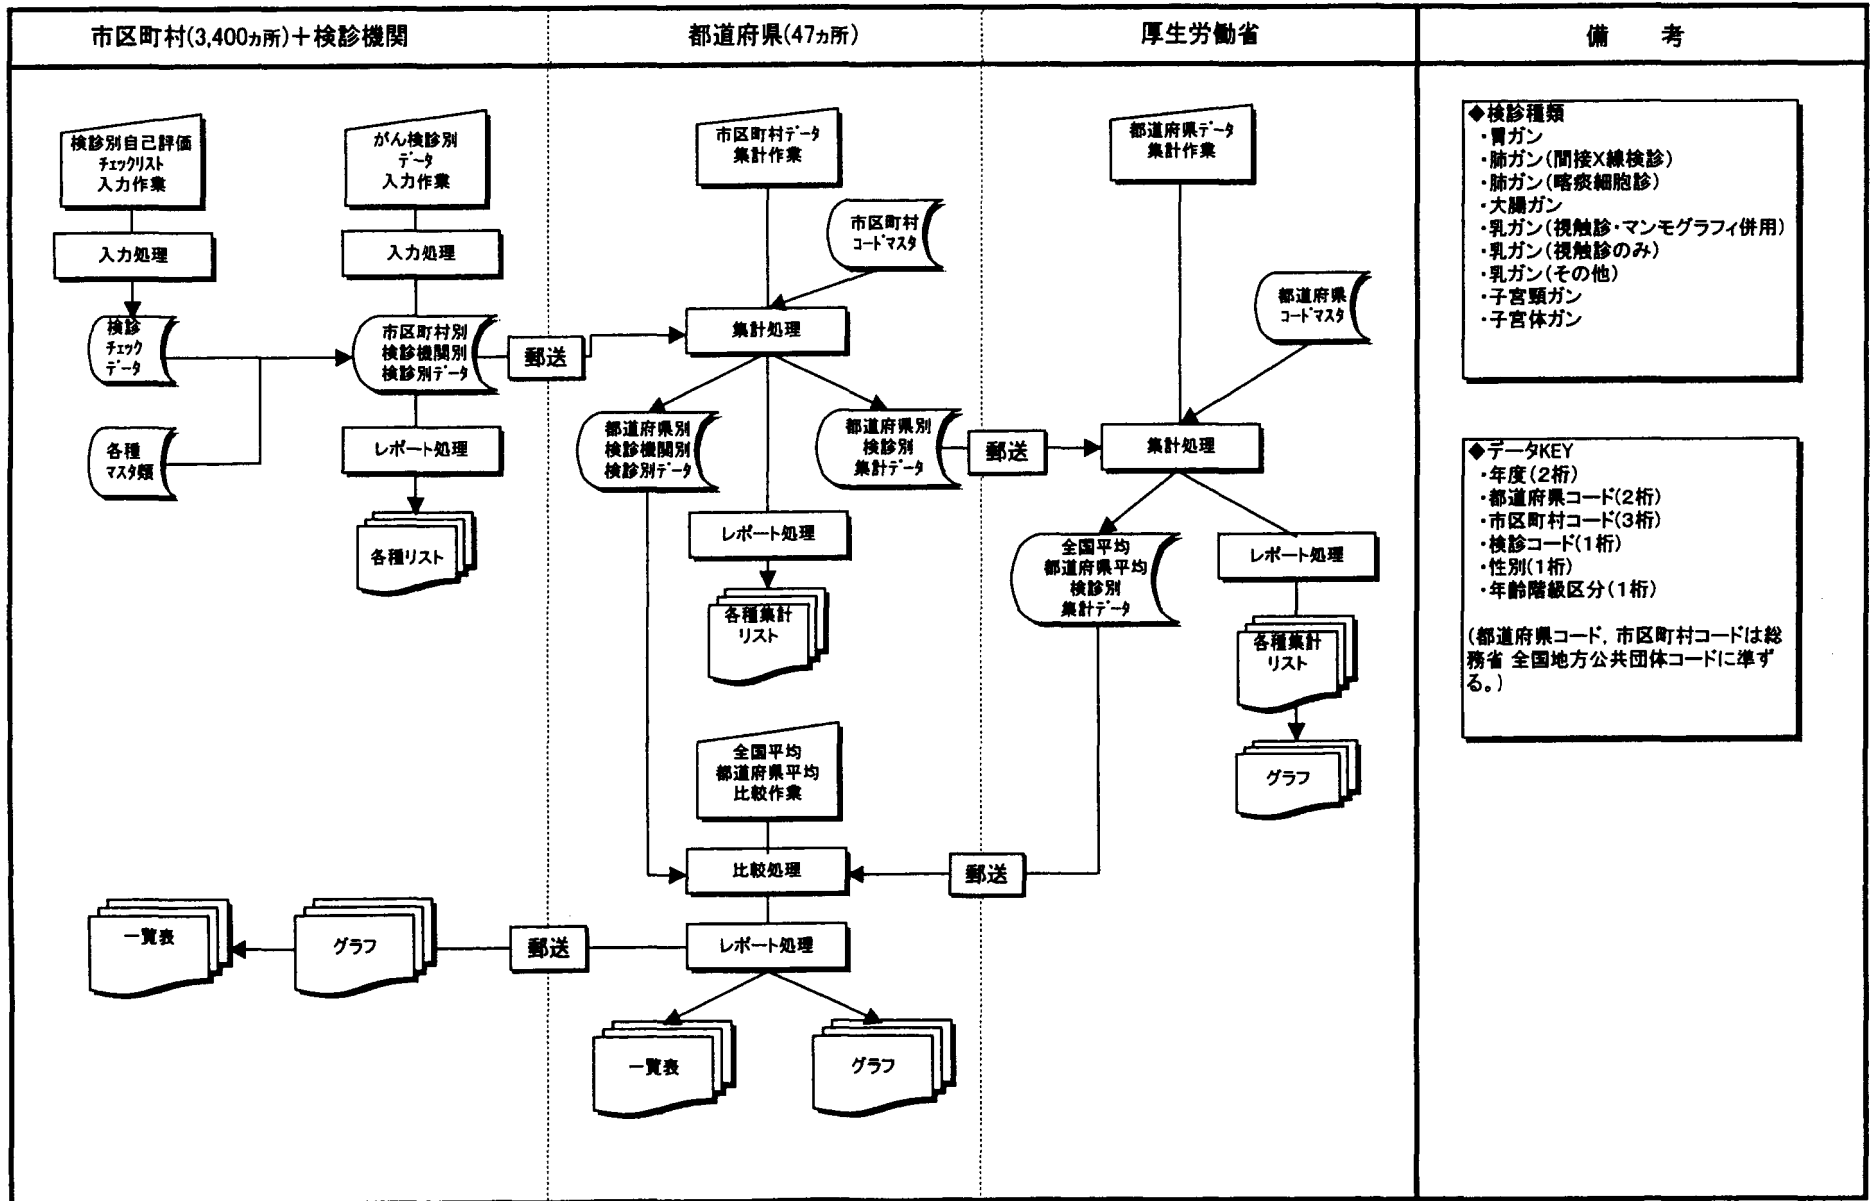 市区町村(3,400ヵ所)＋検診機関
都道府県(47ヵ所)
厚生労働省
備　考
検診別自己評価
チェックリスト
入力作業
入力処理
検診
チェック
データ
各種
マスタ類
がん検診別
データ
入力作業
入力処理
市区町村別
検診機関別
検診別データ
レポート処理
各種リスト
郵送
市区町村データ
集計作業
市区町村
コードマスタ
集計処理
都道府県別
検診機関別
検診別データ
都道府県別
検診別
集計データ
レポート処理
各種集計
リスト
郵送
都道府県データ
集計作業
都道府県
コードマスタ
集計処理
全国平均
都道府県平均
検診別
集計データ
レポート処理
各種集計
リスト
グラフ
全国平均
都道府県平均
比較作業
比較処理
郵送
レポート処理
郵送
グラフ
一覧表
一覧表
グラフ
◆検診種類
・胃ガン
・肺ガン(間接X線検診)
・肺ガン(喀痰細胞診)
・大腸ガン
・乳ガン(視触診・マンモグラフィ併用)
・乳ガン(視触診のみ)
・乳ガン(その他)
・子宮頸ガン
・子宮体ガン
◆データKEY
・年度(2桁)
・都道府県コード(2桁)
・市区町村コード(3桁)
・検診コード(1桁)
・性別(1桁)
・年齢階級区分(1桁)
(都道府県コード, 市区町村コードは総
務省 全国地方公共団体コードに準ず
る。)